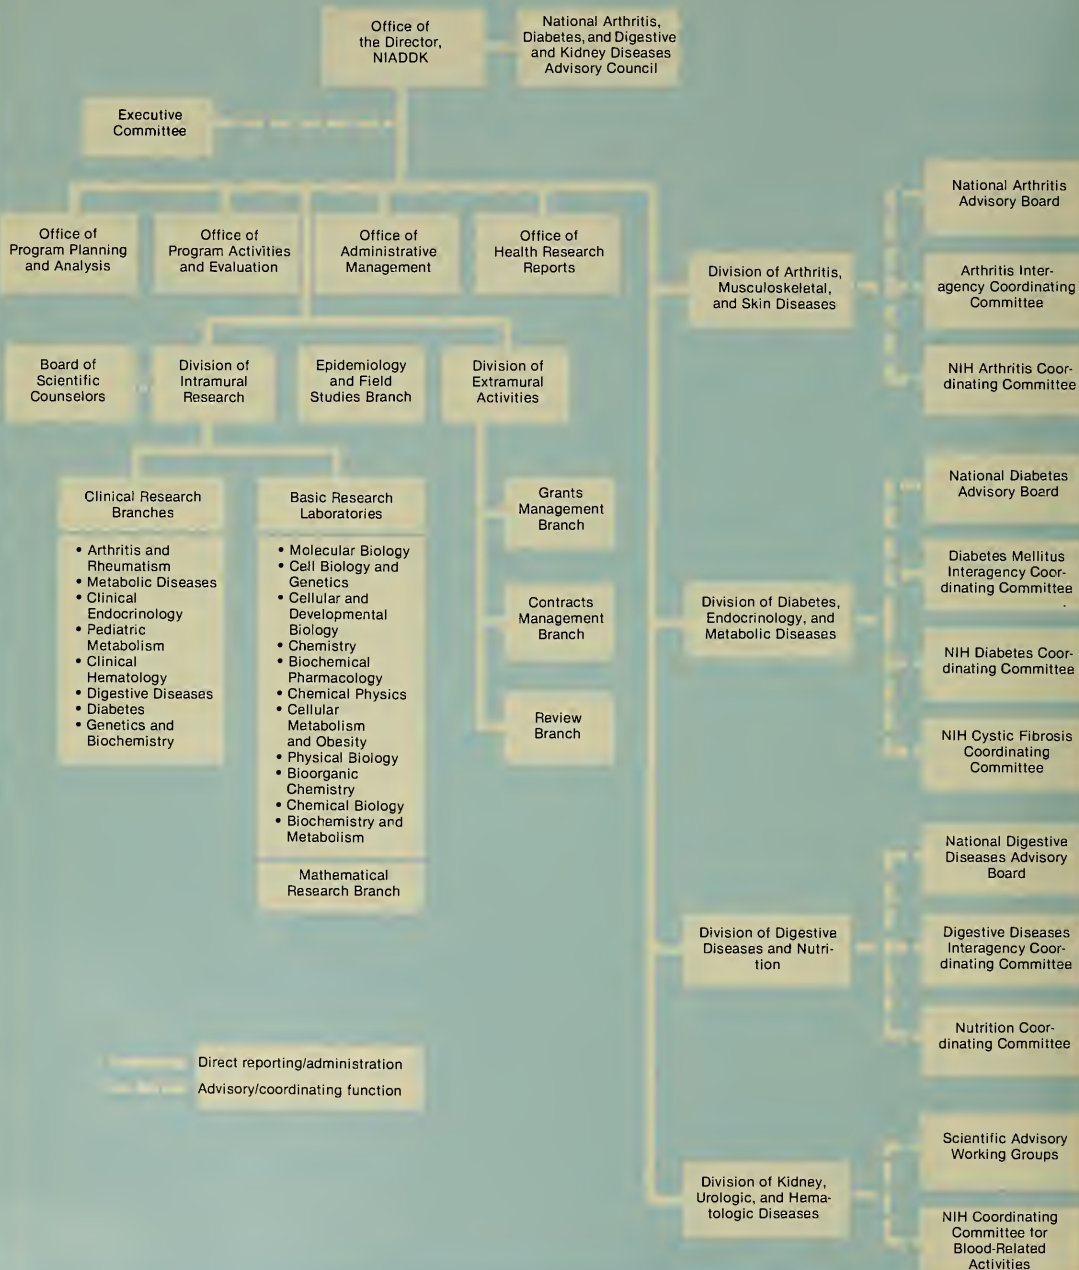 Office of
the Director,
NIADDK
National Arthritis,
Diabetes, and Digestive
and Kidney Diseases
Advisory Council
Executive
Committee
Office of
Program Planning
and Analysis
Office of
Program Activities
and Evaluation
Office of
Administrative
Management
Office of
Health Research
Reports
Board of
Scientific
Counselors
Division of
Intramural
Research
Epidemiology
and Field
Studies Branch
Division of
Extramural
Activities
Clinical Research
Branches
• Arthritis and
Rheumatism
• Metabolic Diseases
• Clinical
Endocrinology
• Pediatric
Metabolism
• Clinical
Hematology
• Digestive Diseases
• Diabetes
• Genetics and
Biochemistry
Basic Research
Laboratories
• Molecular Biology
• Cell Biology and
Genetics
• Cellular and
Developmental
Biology
• Chemistry
• Biochemical
Pharmacology
• Chemical Physics
• Cellular
Metabolism
and Obesity
• Physical Biology
• Bioorganic
Chemistry
• Chemical Biology
• Biochemistry and
Metabolism
Mathematical
Research Branch
Grants
Management
Branch
Contracts
Management
Branch
Review
Branch
Division of Arthritis,
Musculoskeletal,
and Skin Diseases
National Arthritis
Advisory Board
Arthritis Inter-
agency Coordinating
Committee
NIH Arthritis Coor-
dinating Committee
Division of Diabetes,
Endocrinology, and
Metabolic Diseases
National Diabetes
Advisory Board
Diabetes Mellitus
Interagency Coor-
dinating Committee
NIH Diabetes Coor-
dinating Committee
NIH Cystic Fibrosis
Coordinating
Committee
Division of Digestive
Diseases and Nutri-
tion
National Digestive
Diseases Advisory
Board
Digestive Diseases
Interagency Coor-
dinating Committee
Nutrition Coor-
dinating Committee
Division of Kidney,
Urologic, and Hema-
tologic Diseases
Scientific Advisory
Working Groups
NIH Coordinating
Committee for
Blood-Related
Activities
Direct reporting/administration
Advisory/coordinating function